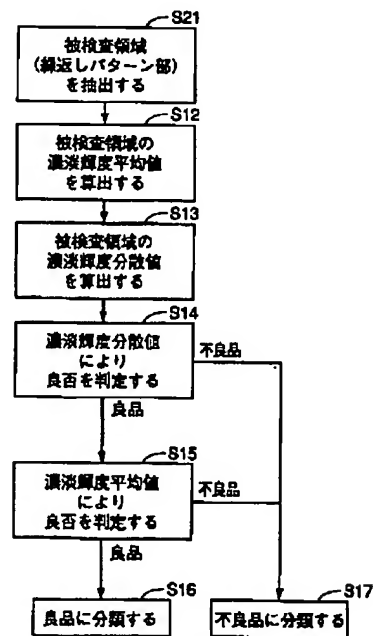 S21
被検査領域
(繰返しパターン部)
を抽出する
S12
被検査領域の
濃淡輝度平均値
を算出する
S13
被検査領域の
濃淡輝度分散値
を算出する
S14
濃淡輝度分散値
により
良否を判定する
不良品
良品
S15
濃淡輝度平均値
により
良否を判定する
不良品
良品
S16
良品に分類する
S17
不良品に分類する